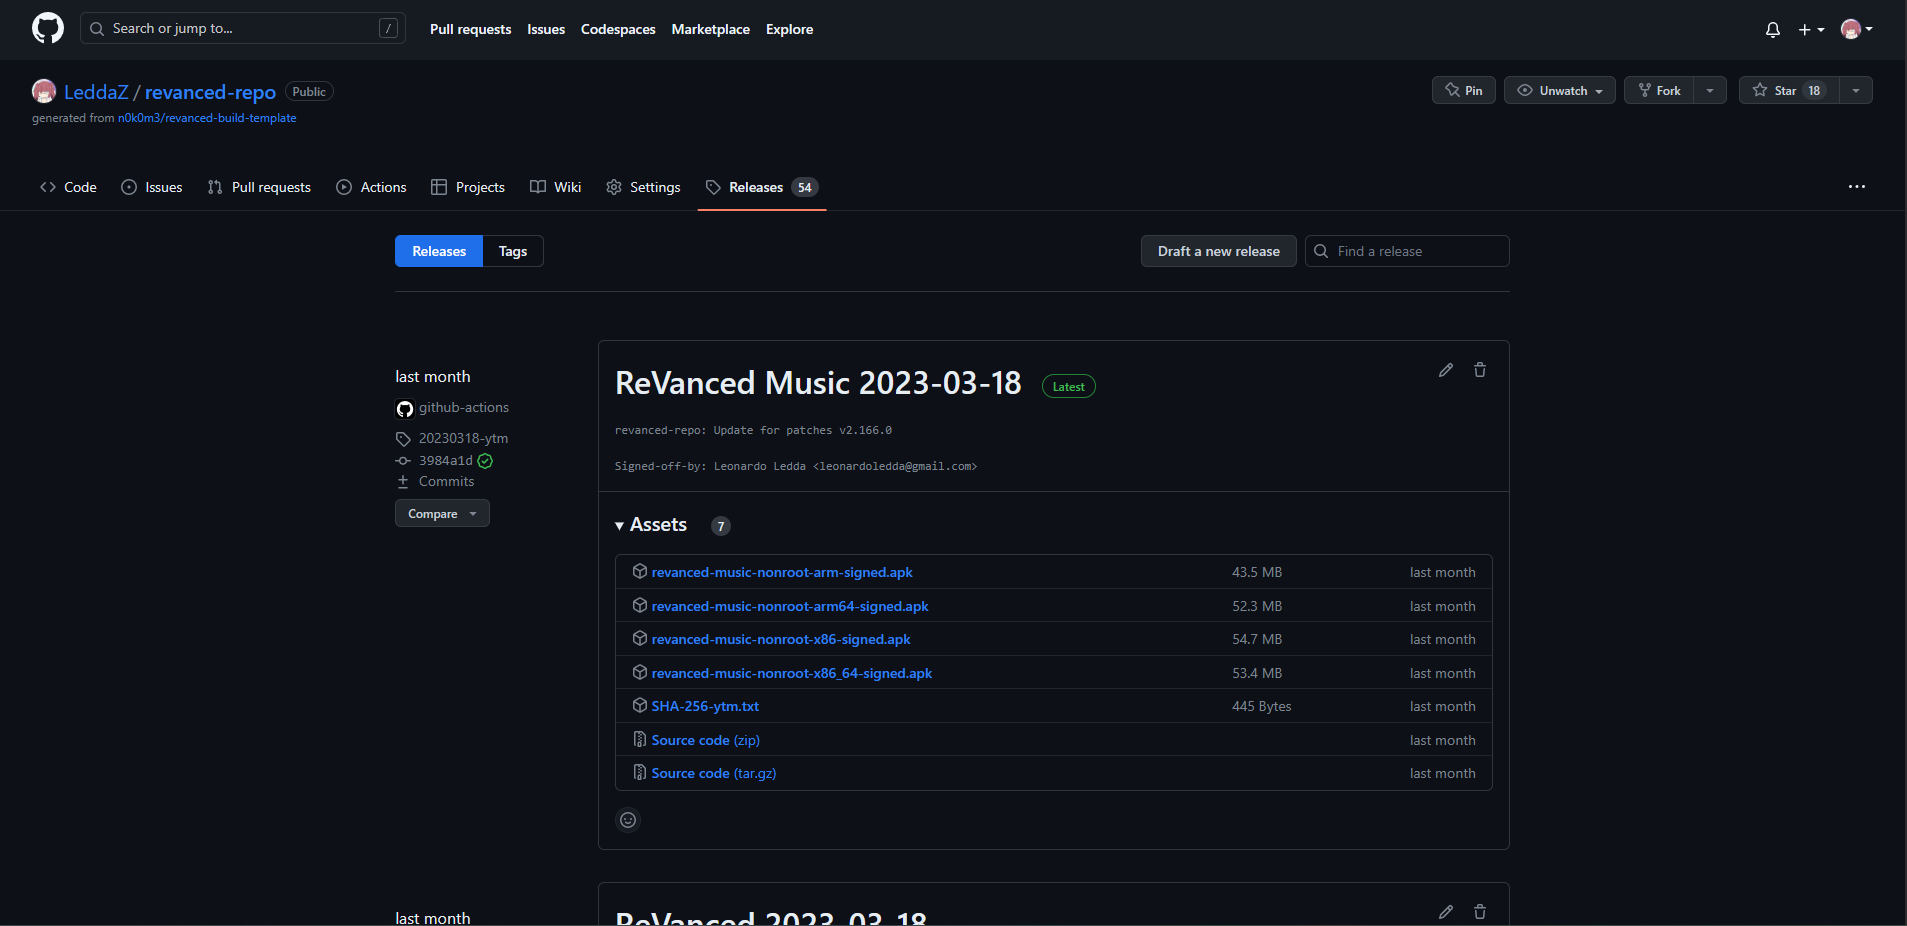 Search or jump to... /
Pull requests Issues Codespaces Marketplace Explore
LeddaZ / revanced-repo Public
generated from n0k0m3/revanced-build-template
Pin Unwatch Fork Star 18
Code Issues Pull requests Actions Projects Wiki Settings Releases 54
Releases Tags
Draft a new release Find a release
last month
github-actions
20230318-ytm
3984a1d
Commits
Compare
ReVanced Music 2023-03-18 Latest
revanced-repo: Update for patches v2.166.0
Signed-off-by: Leonardo Ledda <leonardoledda@gmail.com>
Assets 7
revanced-music-nonroot-arm-signed.apk 43.5 MB last month
revanced-music-nonroot-arm64-signed.apk 52.3 MB last month
revanced-music-nonroot-x86-signed.apk 54.7 MB last month
revanced-music-nonroot-x86_64-signed.apk 53.4 MB last month
SHA-256-ytm.txt 445 Bytes last month
Source code (zip) last month
Source code (tar.gz) last month
last month
ReVanced 2023-03-18